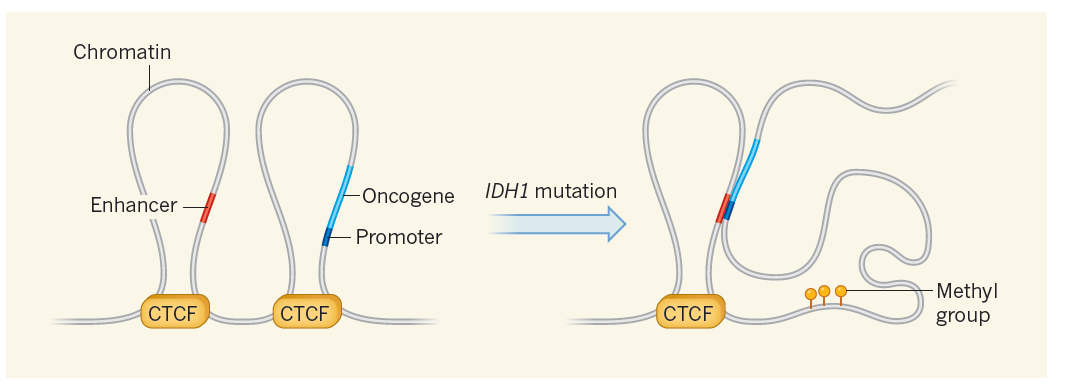 Chromatin
Enhancer
Oncogene
Promoter
CTCF
CTCF
IDH1 mutation
CTCF
Methyl
group